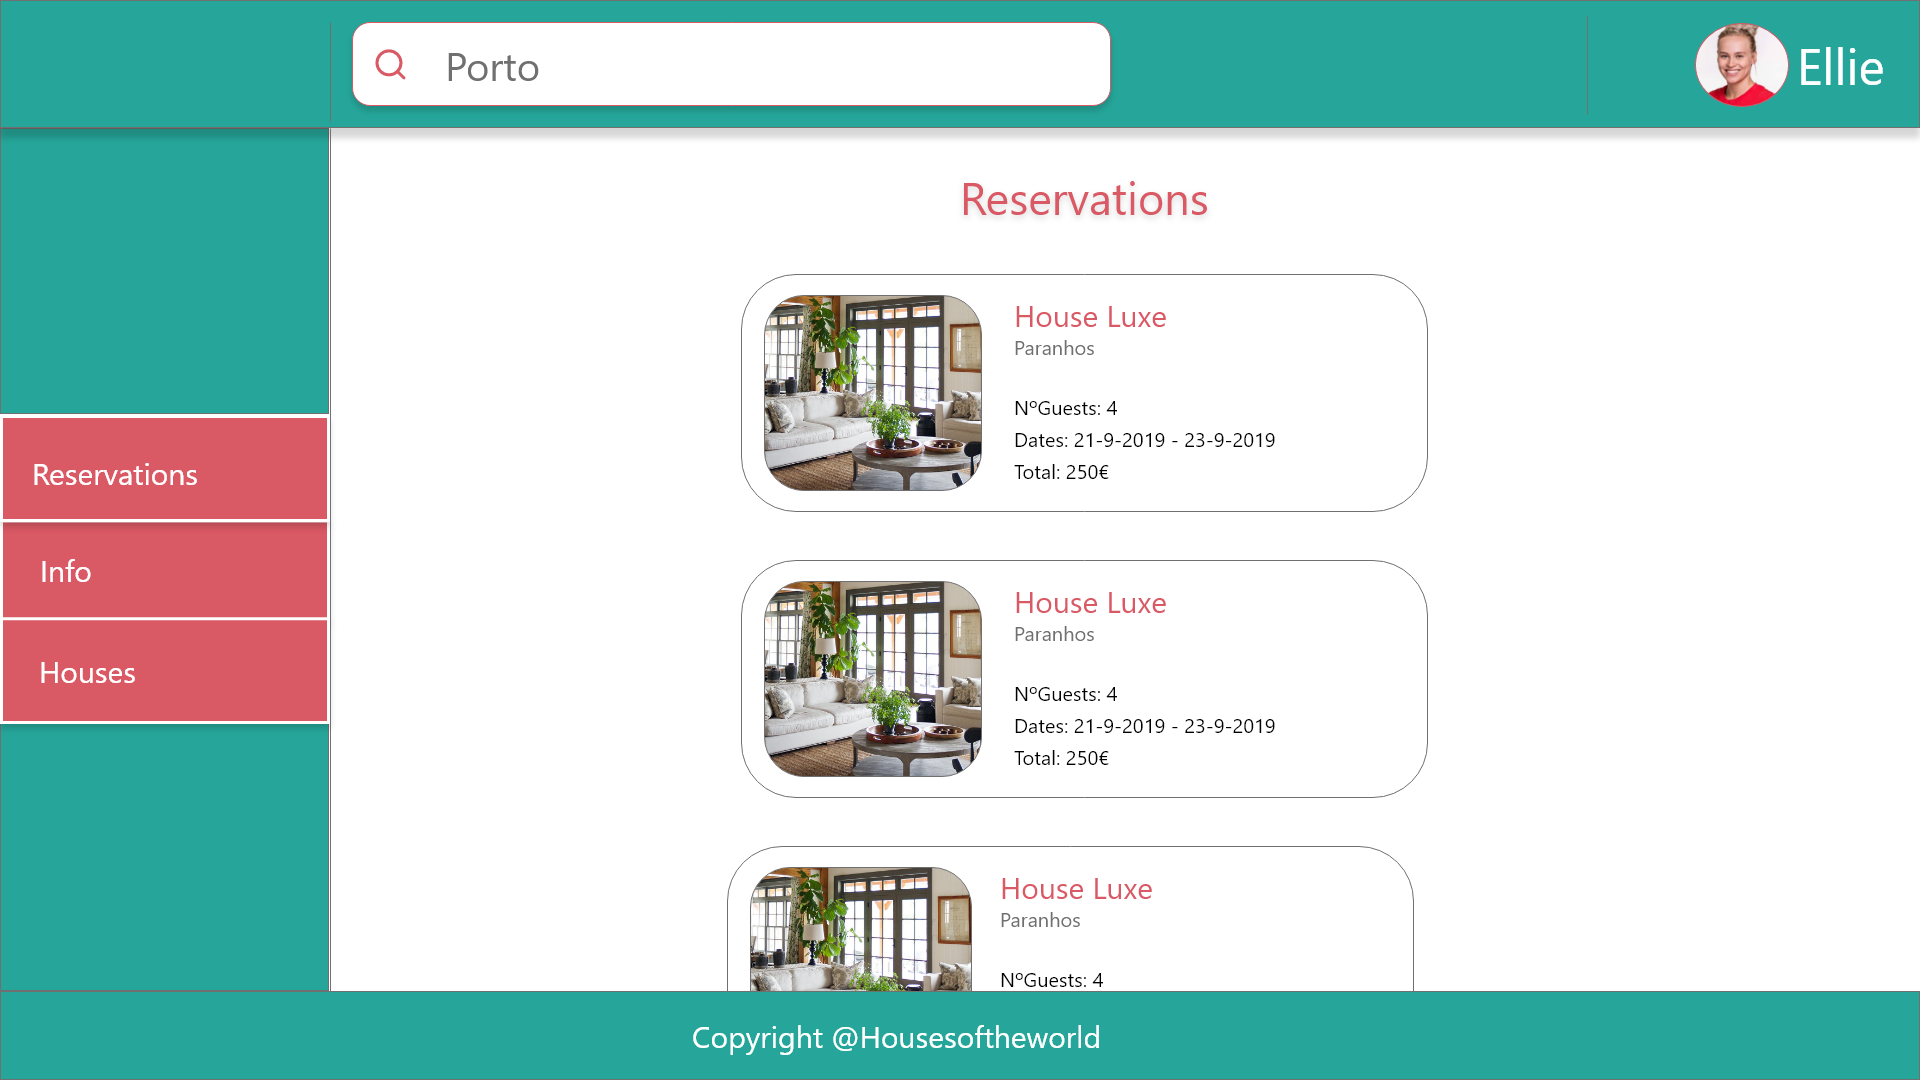 Porto
Ellie
Reservations
Reservations
Info
Houses
House Luxe
Paranhos
NºGuests: 4
Dates: 21-9-2019 - 23-9-2019
Total: 250€
House Luxe
Paranhos
NºGuests: 4
Dates: 21-9-2019 - 23-9-2019
Total: 250€
House Luxe
Paranhos
NºGuests: 4
Copyright @Housesoftheworld